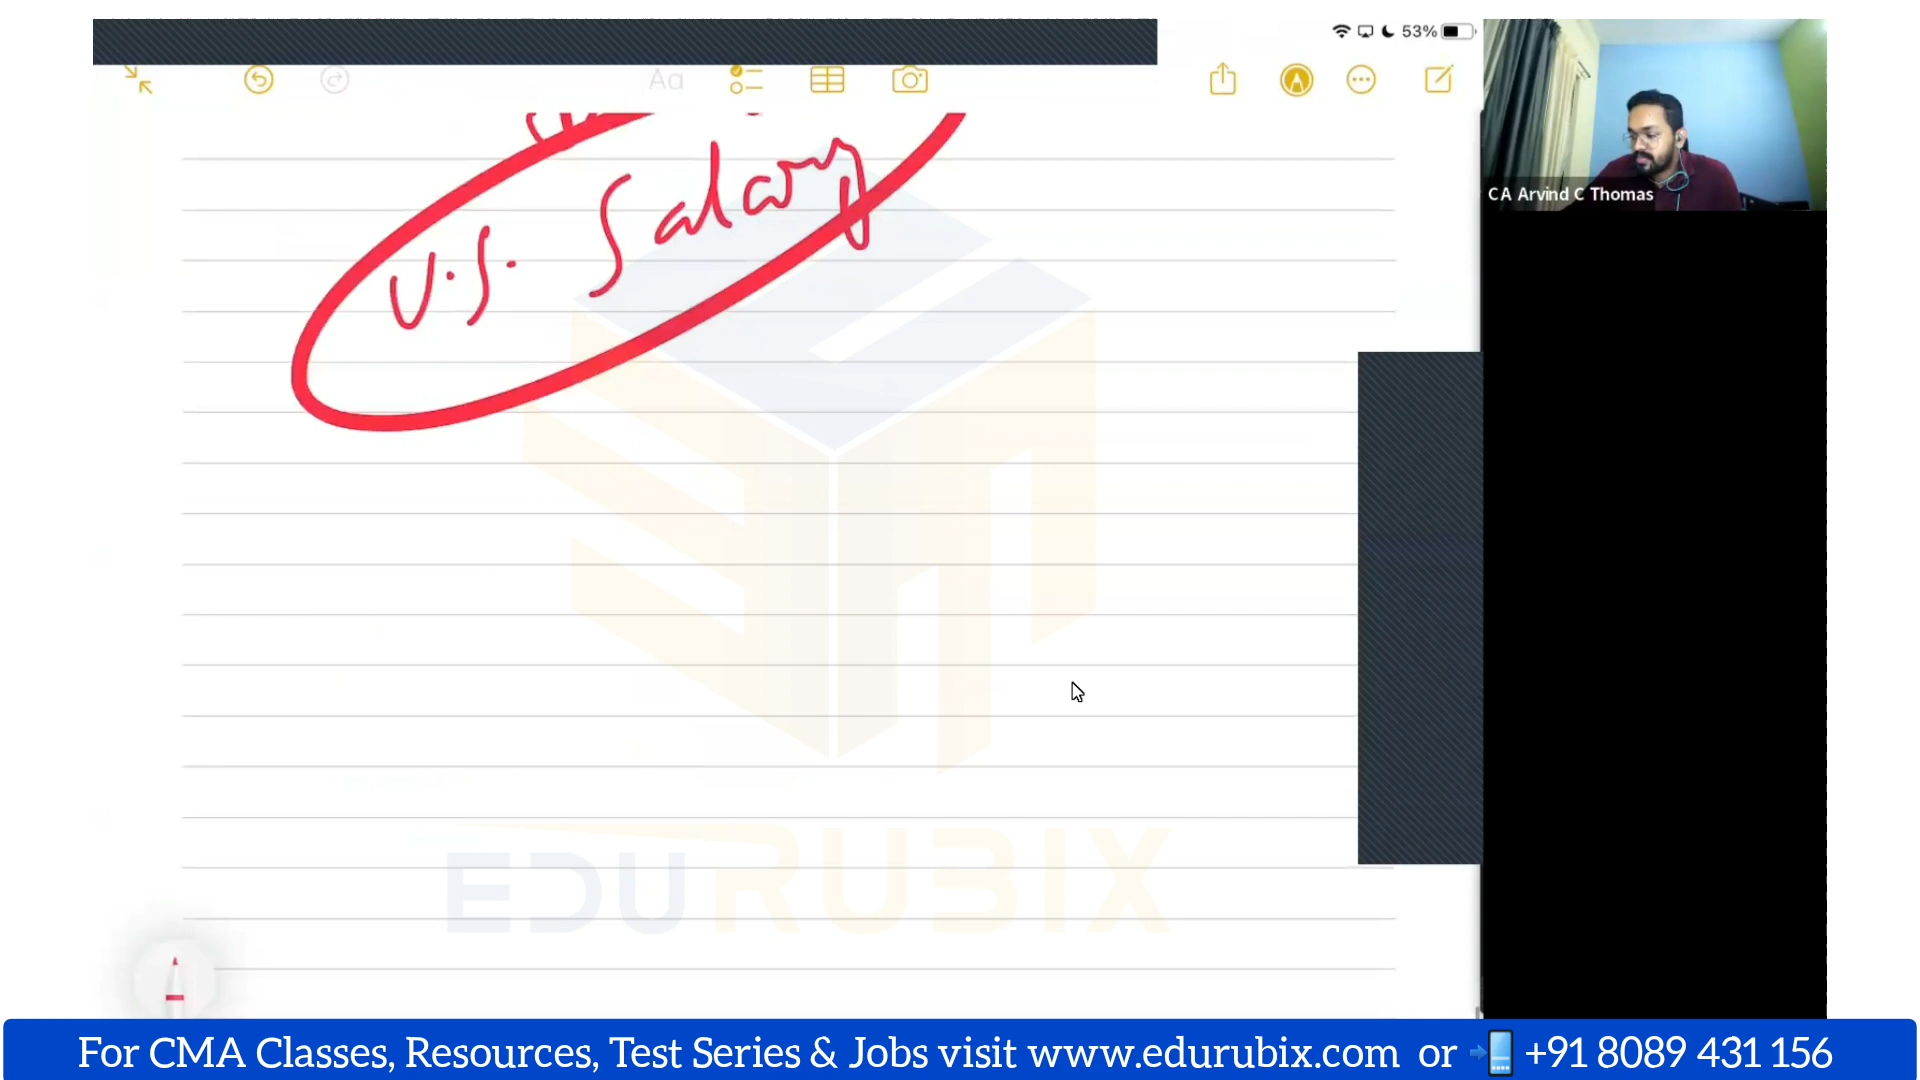 53%
Aa
U.S. Salary
CA Arvind C Thomas
EDURUBIX
For CMA Classes, Resources, Test Series & Jobs visit www.edurubix.com or +91 8089 431 156